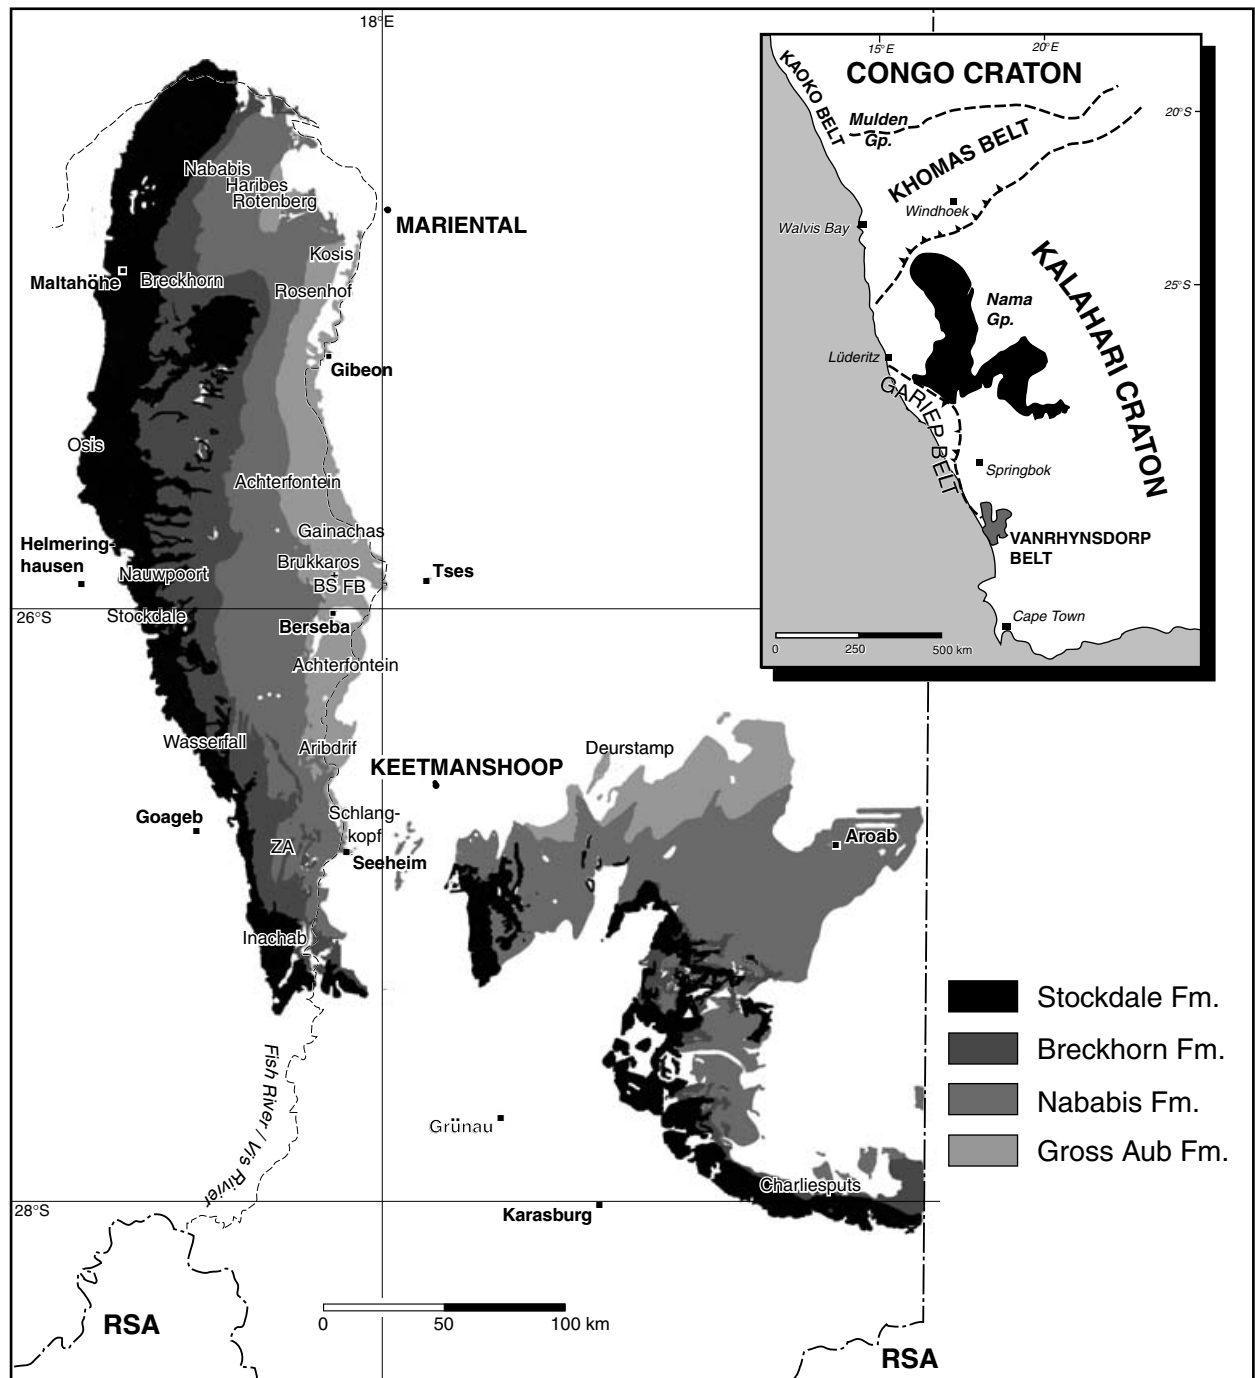 18°E
Nababis
Haribes
Rotenberg
MARIENTAL
Kosis
Maltahöhe
Breckhorn
Rosenhof
Gibeon
Osis
Achterfontein
Gainachas
Helmering-
hausen
Nauwpoort
Brukkaros
BS FB
Tses
26°S
Stockdale
Berseba
Achterfontein
Wasserfall
Aribdrif
KEETMANSHOOP
Deurstamp
Goageb
Schlang-
kopf
ZA
Seeheim
Aroab
Inachab
Fish River / Vis Rivier
Grünau
Charliesputs
28°S
Karasburg
RSA
0 50 100 km
RSA
15°E
20°E
KAOKO BELT
CONGO CRATON
20°S
Mulden
Gp.
KHOMAS BELT
Windhoek
Walvis Bay
KALAHARI CRATON
25°S
Nama
Gp.
Lüderitz
GARIEP BELT
Springbok
VANRHYNSDORP
BELT
Cape Town
0 250 500 km
Stockdale Fm.
Breckhorn Fm.
Nababis Fm.
Gross Aub Fm.